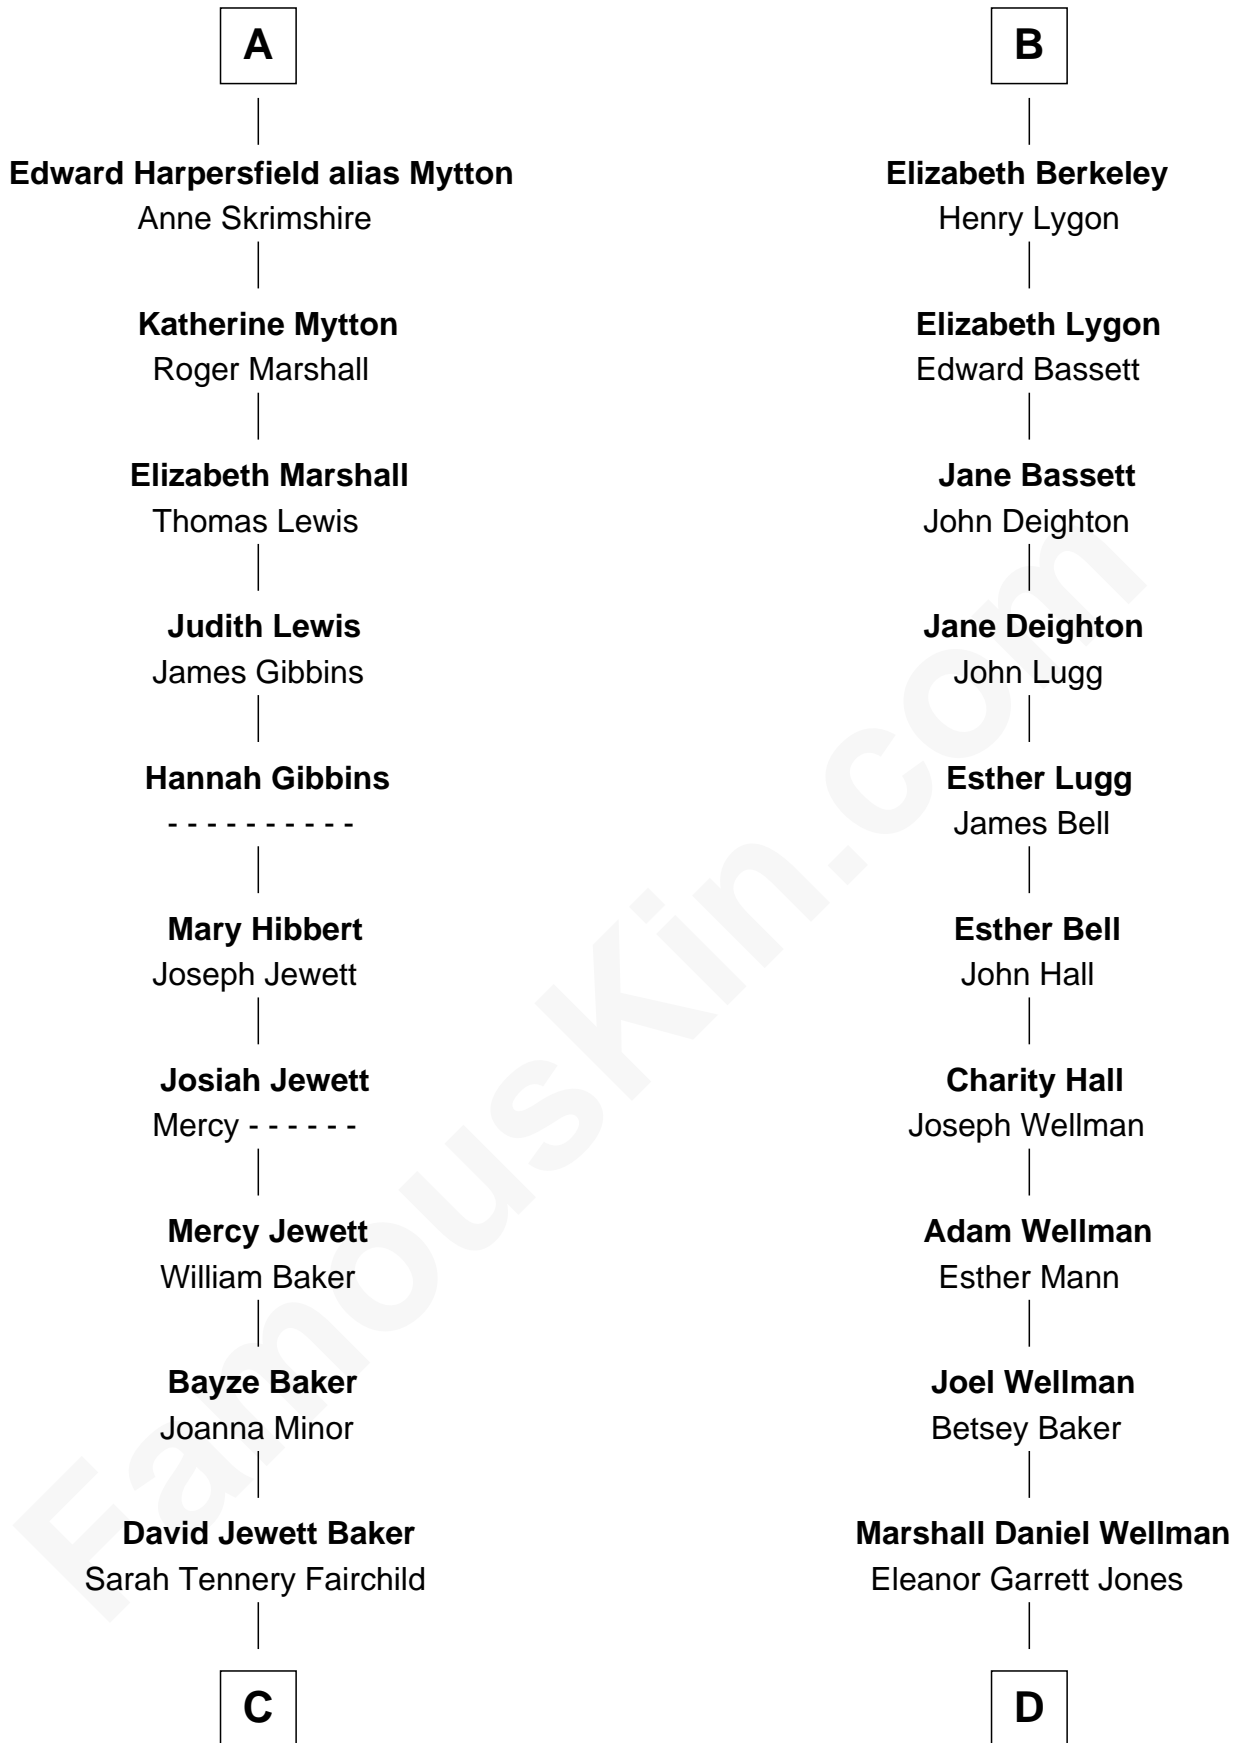 A
Edward Harpersfield alias Mytton
Anne Skrimshire
Katherine Mytton
Roger Marshall
Elizabeth Marshall
Thomas Lewis
Judith Lewis
James Gibbins
Hannah Gibbins
- - - - - - - - - -
Mary Hibbert
Joseph Jewett
Josiah Jewett
Mercy - - - - - -
Mercy Jewett
William Baker
Bayze Baker
Joanna Minor
David Jewett Baker
Sarah Tennery Fairchild
C
B
Elizabeth Berkeley
Henry Lygon
Elizabeth Lygon
Edward Bassett
Jane Bassett
John Deighton
Jane Deighton
John Lugg
Esther Lugg
James Bell
Esther Bell
John Hall
Charity Hall
Joseph Wellman
Adam Wellman
Esther Mann
Joel Wellman
Betsey Baker
Marshall Daniel Wellman
Eleanor Garrett Jones
D
FamousKin.com